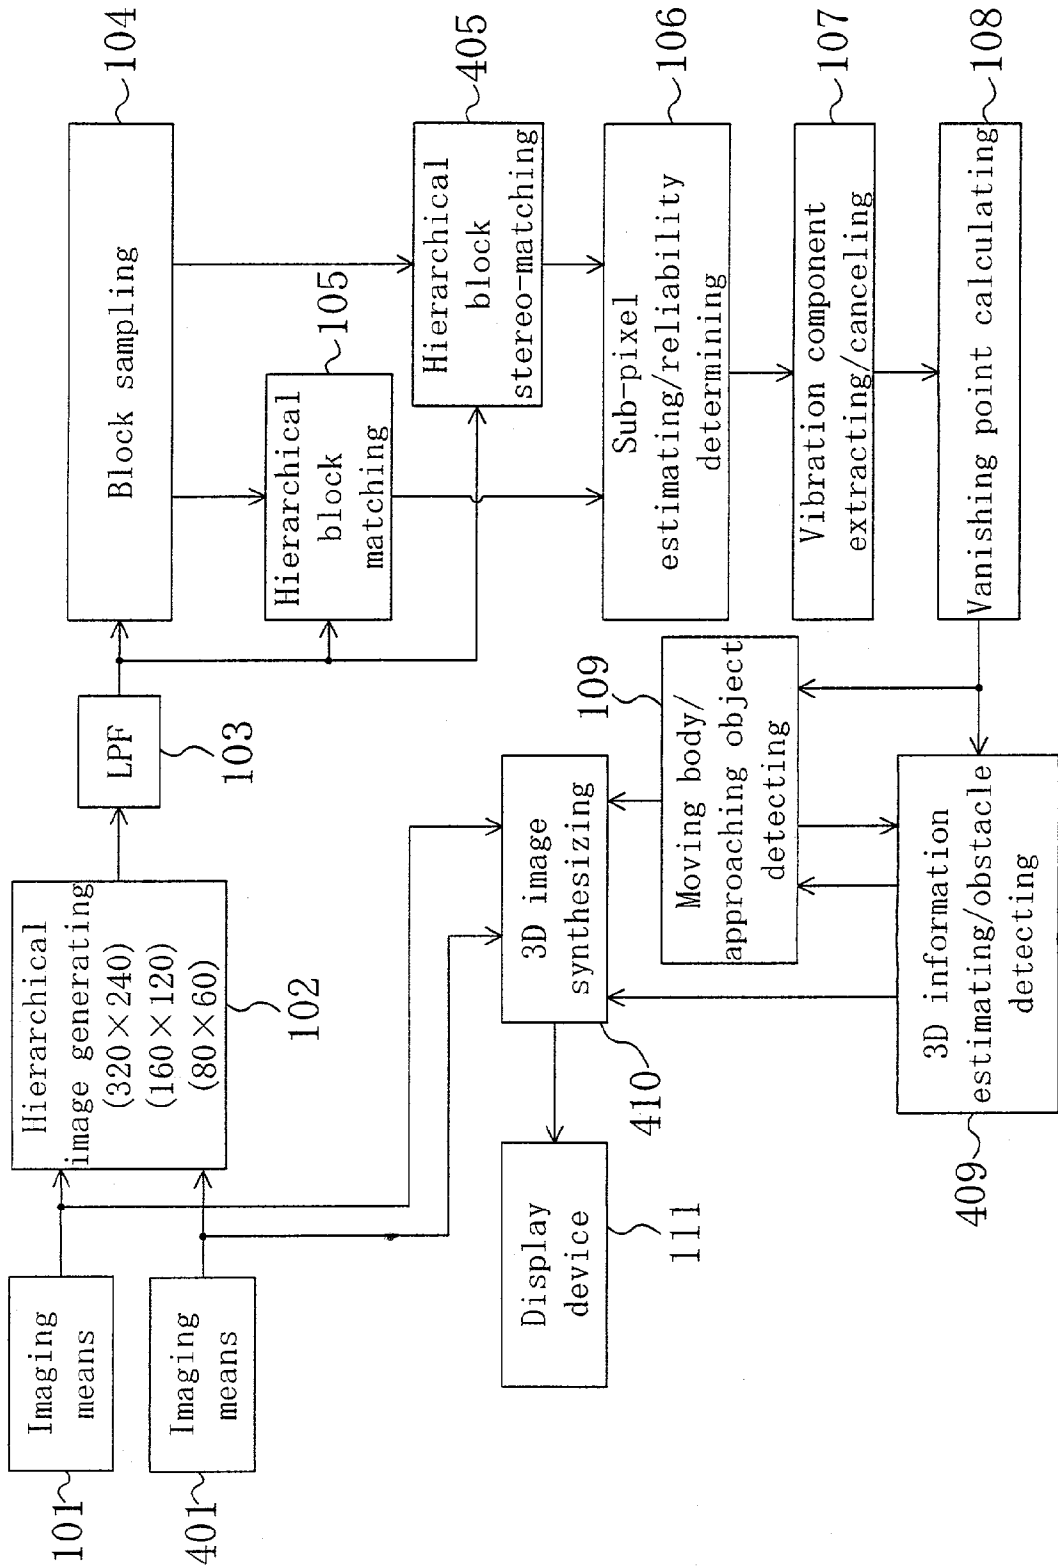 101
Imaging
means
401
Imaging
means
Hierarchical
image generating
(320×240)
(160×120)
(80×60)
102
LPF
103
Block sampling
104
Hierarchical
block
matching
105
Hierarchical
block
stereo-matching
405
Sub-pixel
estimating/reliability
determining
106
Vibration component
extracting/canceling
107
Vanishing point calculating
108
109
Moving body/
approaching object
detecting
3D information
estimating/obstacle
detecting
409
3D image
synthesizing
410
Display
device
111